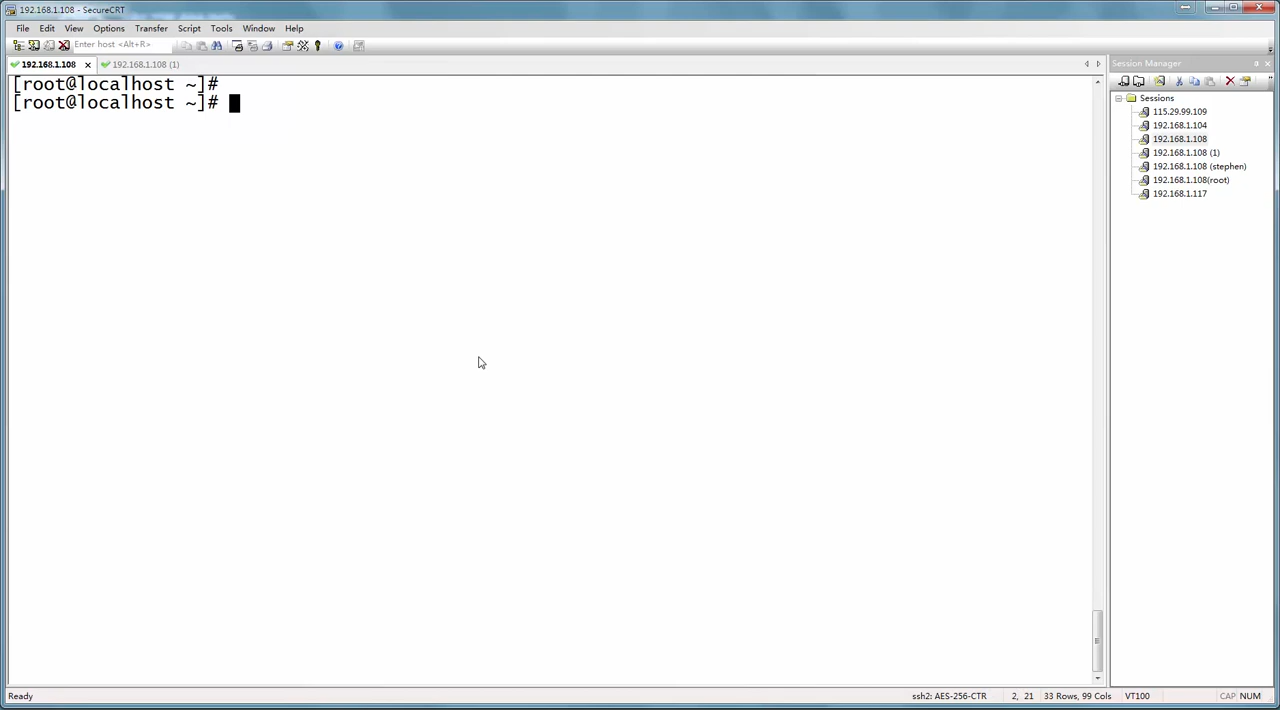 192.168.1.108 - SecureCRT
File Edit View Options Transfer Script Tools Window Help
Enter host <Alt+R>
192.168.1.108 192.168.1.108 (1)
[root@localhost ~]#
[root@localhost ~]#
Session Manager
Sessions
115.29.99.109
192.168.1.104
192.168.1.108
192.168.1.108 (1)
192.168.1.108 (stephen)
192.168.1.108(root)
192.168.1.117
Ready ssh2: AES-256-CTR 2, 21 33 Rows, 99 Cols VT100 CAP NUM